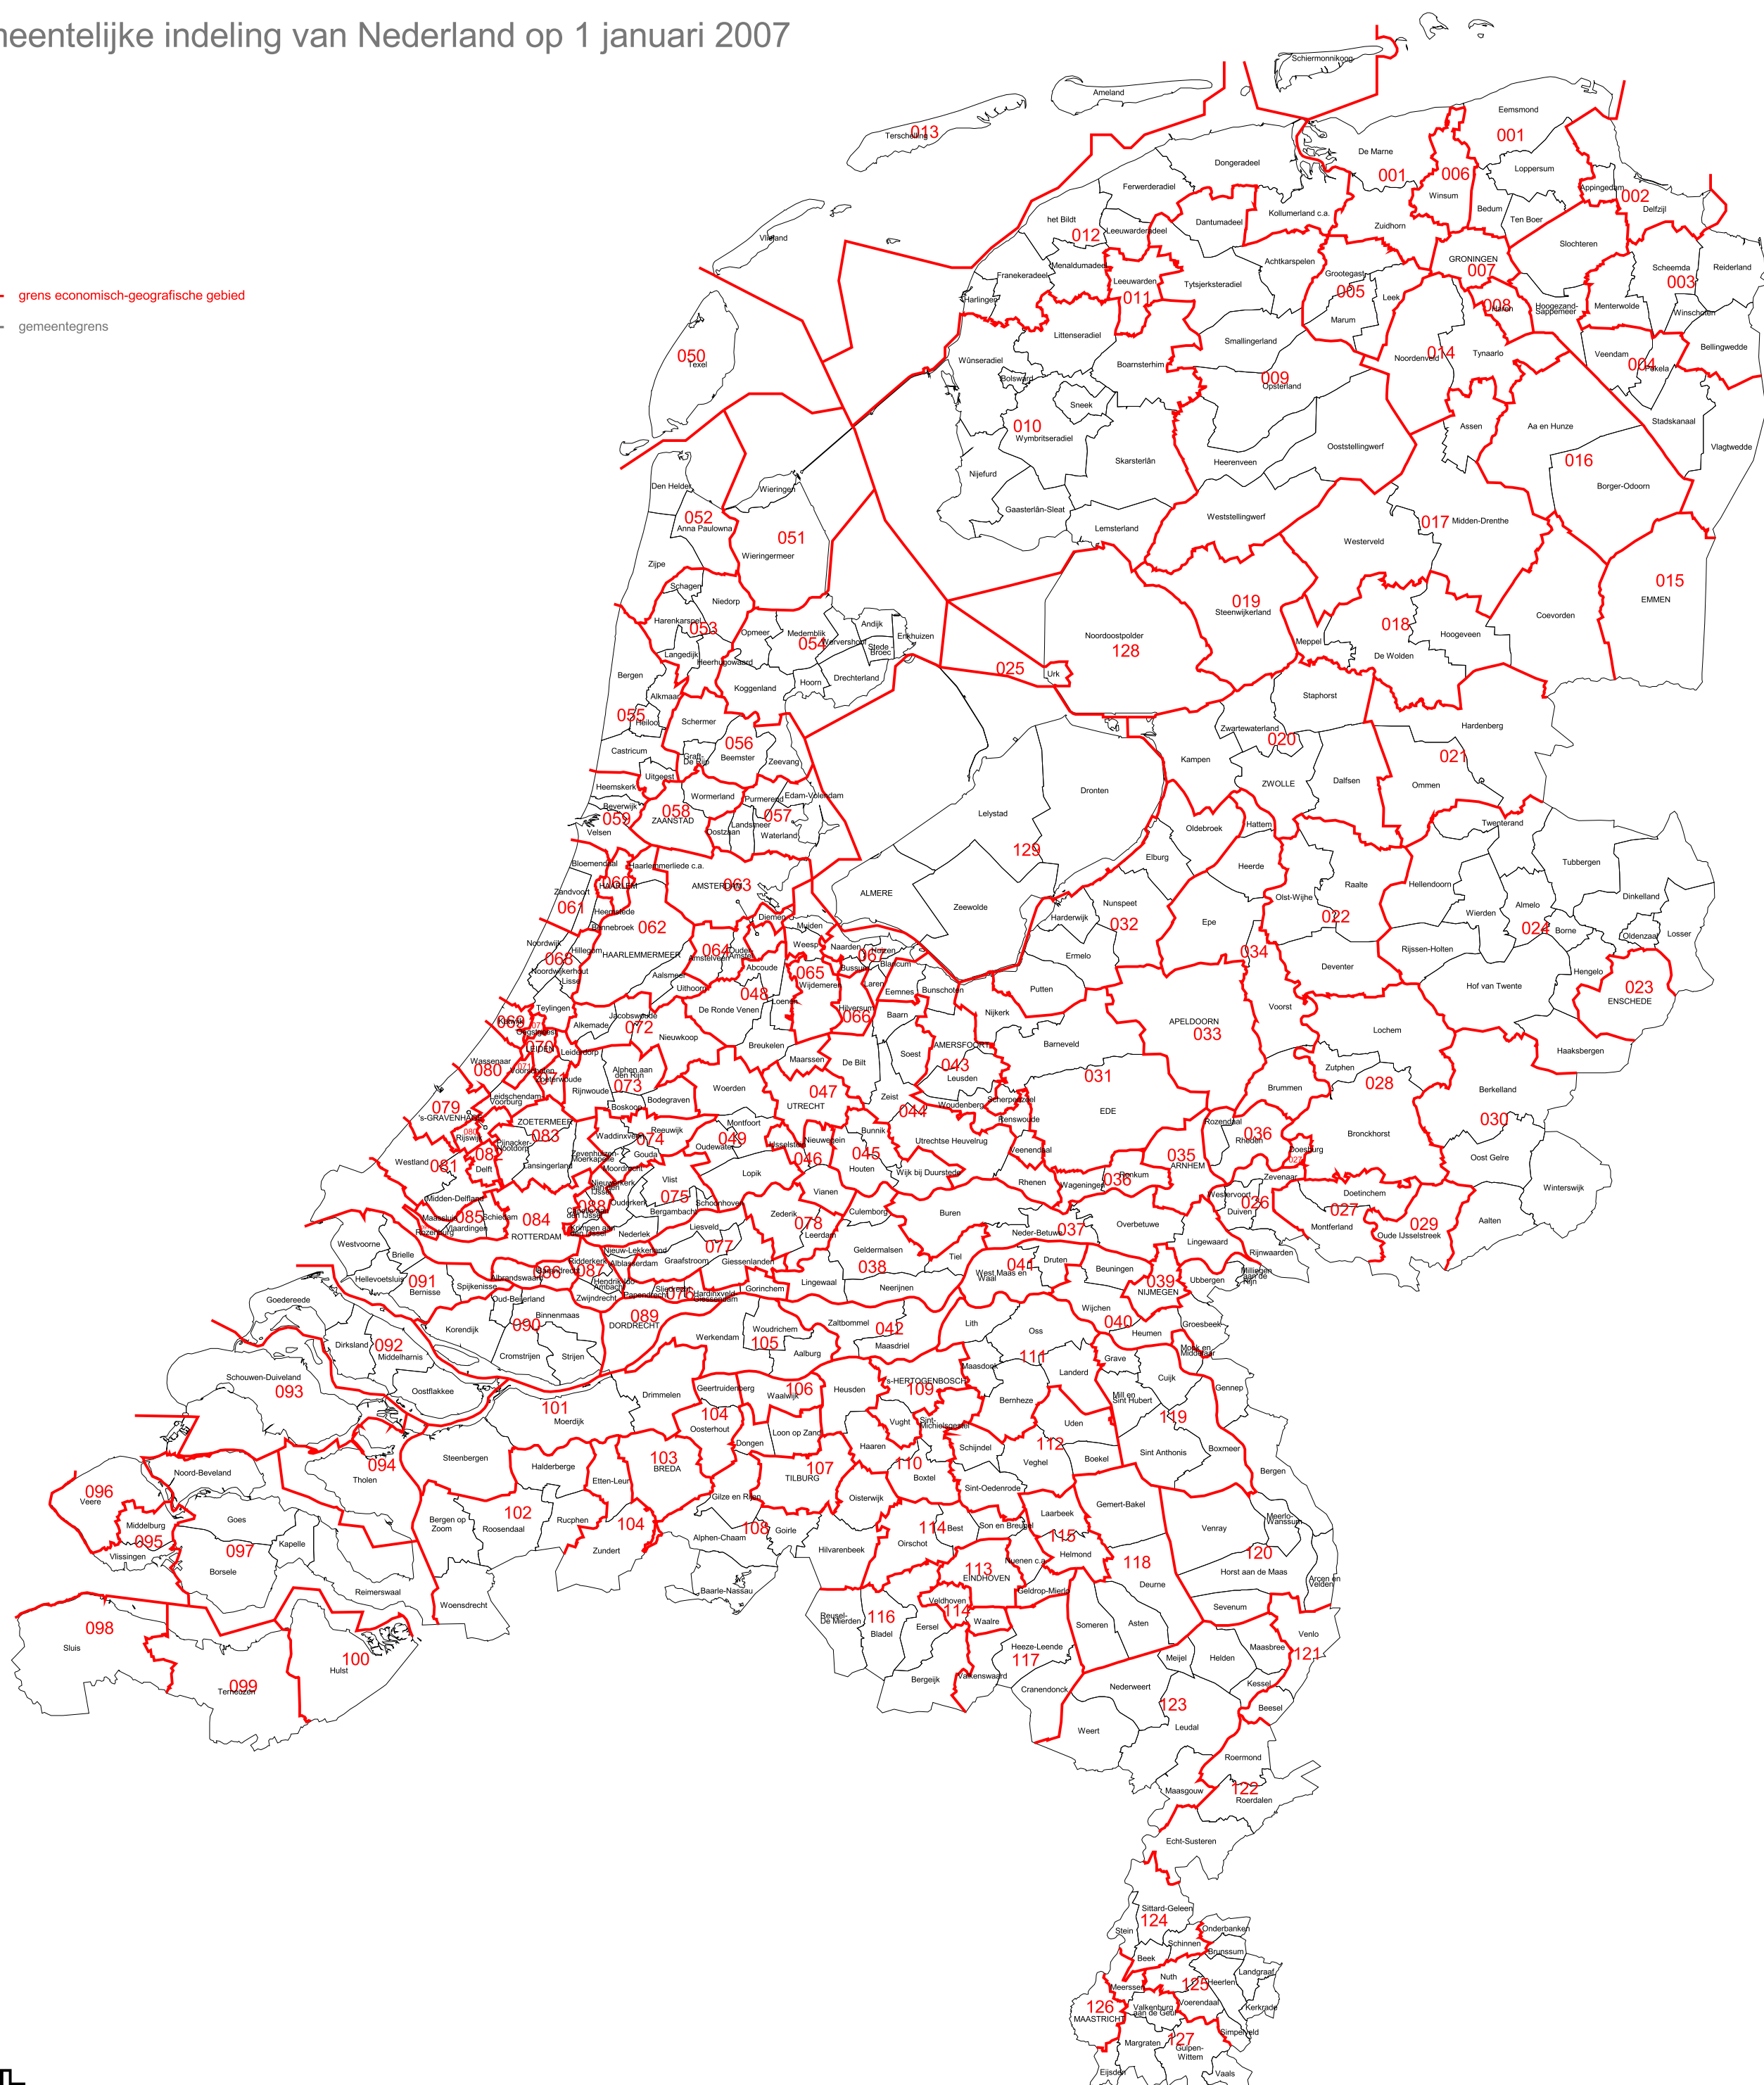 meentelijke indeling van Nederland op 1 januari 2007
grens economisch-geografische gebied
gemeentegrens
Schiermonnikoog
Ameland
Terschelling
013
Eemsmond
001
De Marne
001
006
Loppersum
Dongeradeel
Ferwerderadiel
Winsum
Appingedam
002
Delfzijl
Bedum
Ten Boer
Kollumerland c.a.
Dantumadeel
het Bildt
012
Leeuwarderadeel
Zuidhorn
Vlieland
Slochteren
GRONINGEN
007
Achtkarspelen
Grootegast
005
Leek
Marum
Menaldumadeel
Franekeradeel
Harlingen
Leeuwarden
011
Tytsjerksteradiel
Scheemda
Reiderland
003
Menterwolde
Winschoten
008
Haren
Hoogezand-
Sappemeer
Bellingwedde
Littenseradiel
Smallingerland
Boarnsterhim
Wûnseradiel
Bolsward
Sneek
009
Opsterland
Noordenveld
014
Tynaarlo
Veendam
004
Pekela
050
Texel
010
Wymbritseradiel
Assen
Aa en Hunze
Stadskanaal
Vlagtwedde
Ooststellingwerf
Heerenveen
Skarsterlân
Nijefurd
016
Borger-Odoorn
Gaasterlân-Sleat
Lemsterland
Weststellingwerf
017
Midden-Drenthe
Westerveld
Den Helder
052
Anna Paulowna
Wieringen
051
Wieringermeer
Zijpe
015
EMMEN
Coevorden
Schagen
Niedorp
019
Steenwijkerland
018
Hoogeveen
De Wolden
Meppel
Harenkarspel
053
Langedijk
Heerhugowaard
Opmeer
Medemblik
054
Wervershoof
Andijk
Stede
Broec
Enkhuizen
Drechterland
Hoorn
Koggenland
Noordoostpolder
128
025
Urk
Bergen
Alkmaar
055
Heiloo
Schermer
056
Beemster
Zeevang
Graft-
De Rijp
Castricum
Uitgeest
Staphorst
Zwartewaterland
020
Hardenberg
021
Ommen
Kampen
ZWOLLE
Dalfsen
Heemskerk
Beverwijk
059
Velsen
Wormerland
058
ZAANSTAD
Oostzaan
Purmerend
Edam-Volendam
057
Landsmeer
Waterland
Lelystad
Dronten
129
Oldebroek
Hattem
Twenterand
Tubbergen
Elburg
Heerde
Bloemendaal
Haarlemmerliede c.a.
060
HAARLEM
Zandvoort
061
Heemstede
Bennebroek
062
HAARLEMMERMEER
AMSTERDAM
063
Diemen
ALMERE
Zeewolde
Harderwijk
Nunspeet
032
Ermelo
Epe
034
Olst-Wijhe
Raalte
022
Hellendoorn
Wierden
Almelo
024
Borne
Dinkelland
Oldenzaal
Losser
Deventer
Rijssen-Holten
Hengelo
Hof van Twente
023
ENSCHEDE
Noordwijk
068
Hillegom
Noordwijkerhout
Lisse
Teylingen
Aalsmeer
Uithoorn
064
Amstelveen
Ouder-
Amstel
Muiden
Weesp
Naarden
Huizen
067
Bussum
Blaricum
Laren
Eemnes
Abcoude
048
065
Wijdemeren
Loenen
Hilversum
066
De Ronde Venen
Bunschoten
Baarn
Nijkerk
Putten
APELDOORN
033
Voorst
Lochem
Haaksbergen
Katwijk
069
Oegstgeest
LEIDEN
070
071
Leiderdorp
Alkemade
Jacobswoude
072
Nieuwkoop
Breukelen
Maarssen
De Bilt
Soest
AMERSFOORT
043
Leusden
Barneveld
031
EDE
Brummen
Zutphen
028
Berkelland
030
Wassenaar
080
Voorschoten
Zoeterwoude
071
Rijnwoude
Alphen aan
den Rijn
073
Boskoop
Bodegraven
Woerden
047
UTRECHT
Zeist
044
Woudenberg
Scherpenzeel
Renswoude
Bronckhorst
Leidschendam-
Voorburg
079
's-GRAVENHAGE
080
Rijswijk
ZOETERMEER
083
Pijnacker-
Nootdorp
082
Delft
Lansingerland
Waddinxveen
Reeuwijk
074
Gouda
Zevenhuizen-
Moerkapelle
Moordrecht
Montfoort
049
Oudewater
IJsselstein
046
Nieuwegein
045
Bunnik
Houten
Utrechtse Heuvelrug
Wijk bij Duurstede
Veenendaal
Rhenen
Wageningen
Renkum
036
035
ARNHEM
Rozendaal
Rheden
036
Doesburg
027
Oost Gelre
Winterswijk
Westland
081
Midden-Delfland
Maassluis
085
Vlaardingen
Schiedam
Rozenburg
084
ROTTERDAM
088
Nieuwerkerk
Ouderkerk
Krimpen aan
den IJssel
Vlist
075
Bergambacht
Schoonhoven
Lopik
Vianen
Nederlek
Liesveld
Zederik
078
Leerdam
Culemborg
Buren
Neder-Betuwe
037
Overbetuwe
Westervoort
Duiven
026
Zevenaar
Doetinchem
027
Montferland
029
Oude IJsselstreek
Aalten
Westvoorne
Brielle
Hellevoetsluis
091
Bernisse
Spijkenisse
Albrandswaard
086
Barendrecht
Ridderkerk
087
Nieuw-Lekkerland
Alblasserdam
Graafstroom
077
Giessenlanden
Hendrik-Ido-
Ambacht
Zwijndrecht
Papendrecht
Sliedrecht
076
Hardinxveld-
Giessendam
Gorinchem
Lingewaal
Geldermalsen
038
Neerijnen
Tiel
West Maas en
Waal
041
Druten
Beuningen
039
NIJMEGEN
Lingewaard
Rijnwaarden
Millingen
aan de
Rijn
Ubbergen
Groesbeek
Goedereede
Oud-Beijerland
090
Binnenmaas
Korendijk
Cromstrijen
Strijen
089
DORDRECHT
Werkendam
Woudrichem
105
Aalburg
Zaltbommel
042
Maasdriel
Lith
Oss
111
Wijchen
040
Heumen
Mook en
Middelaar
Dirksland
092
Middelharnis
Oostflakkee
Schouwen-Duiveland
093
101
Moerdijk
Drimmelen
Geertruidenberg
104
Oosterhout
106
Waalwijk
Heusden
's-HERTOGENBOSCH
109
Maasdonk
Bernheze
Landerd
Grave
Cuijk
Mill en
Sint Hubert
119
Gennep
Uden
Vught
Sint-
Michielsgestel
Dongen
Loon op Zand
Haaren
Schijndel
112
Veghel
Boekel
Sint Anthonis
Boxmeer
Bergen
Steenbergen
Halderberge
Etten-Leur
103
BREDA
107
TILBURG
110
Boxtel
Oisterwijk
Sint-Oedenrode
Noord-Beveland
094
Tholen
096
Veere
Middelburg
095
Vlissingen
Goes
097
Kapelle
Borsele
Reimerswaal
Bergen op
Zoom
102
Roosendaal
Rucphen
104
Zundert
Gilze en Rijen
108
Goirle
Alphen-Chaam
Hilvarenbeek
Baarle-Nassau
Woensdrecht
114
Best
Oirschot
Son en Breugel
Laarbeek
Gemert-Bakel
115
Helmond
Nuenen c.a.
113
EINDHOVEN
Geldrop-Mierlo
118
Deurne
Venray
Meerlo-
Wanssum
120
Horst aan de Maas
Arcen en
Velden
Sevenum
Reusel-
De Mierden
116
Bladel
Eersel
Veldhoven
114
Waalre
Heeze-Leende
117
Valkenswaard
Bergeijk
Cranendonck
Someren
Asten
Venlo
121
Maasbree
Helden
Meijel
Kessel
Beesel
Nederweert
123
Leudal
Weert
098
Sluis
099
Terneuzen
100
Hulst
Roermond
122
Roerdalen
Maasgouw
Echt-Susteren
Sittard-Geleen
124
Stein
Schinnen
Beek
Onderbanken
Brunssum
Landgraaf
Nuth
125
Heerlen
Kerkrade
Meerssen
Voerendaal
126
MAASTRICHT
Valkenburg
aan de Geul
Simpelveld
Margraten
127
Gulpen-
Wittem
Eijsden
Vaals